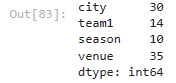 Out[83]: city 30
team1 14
season 10
venue 35
dtype: int64